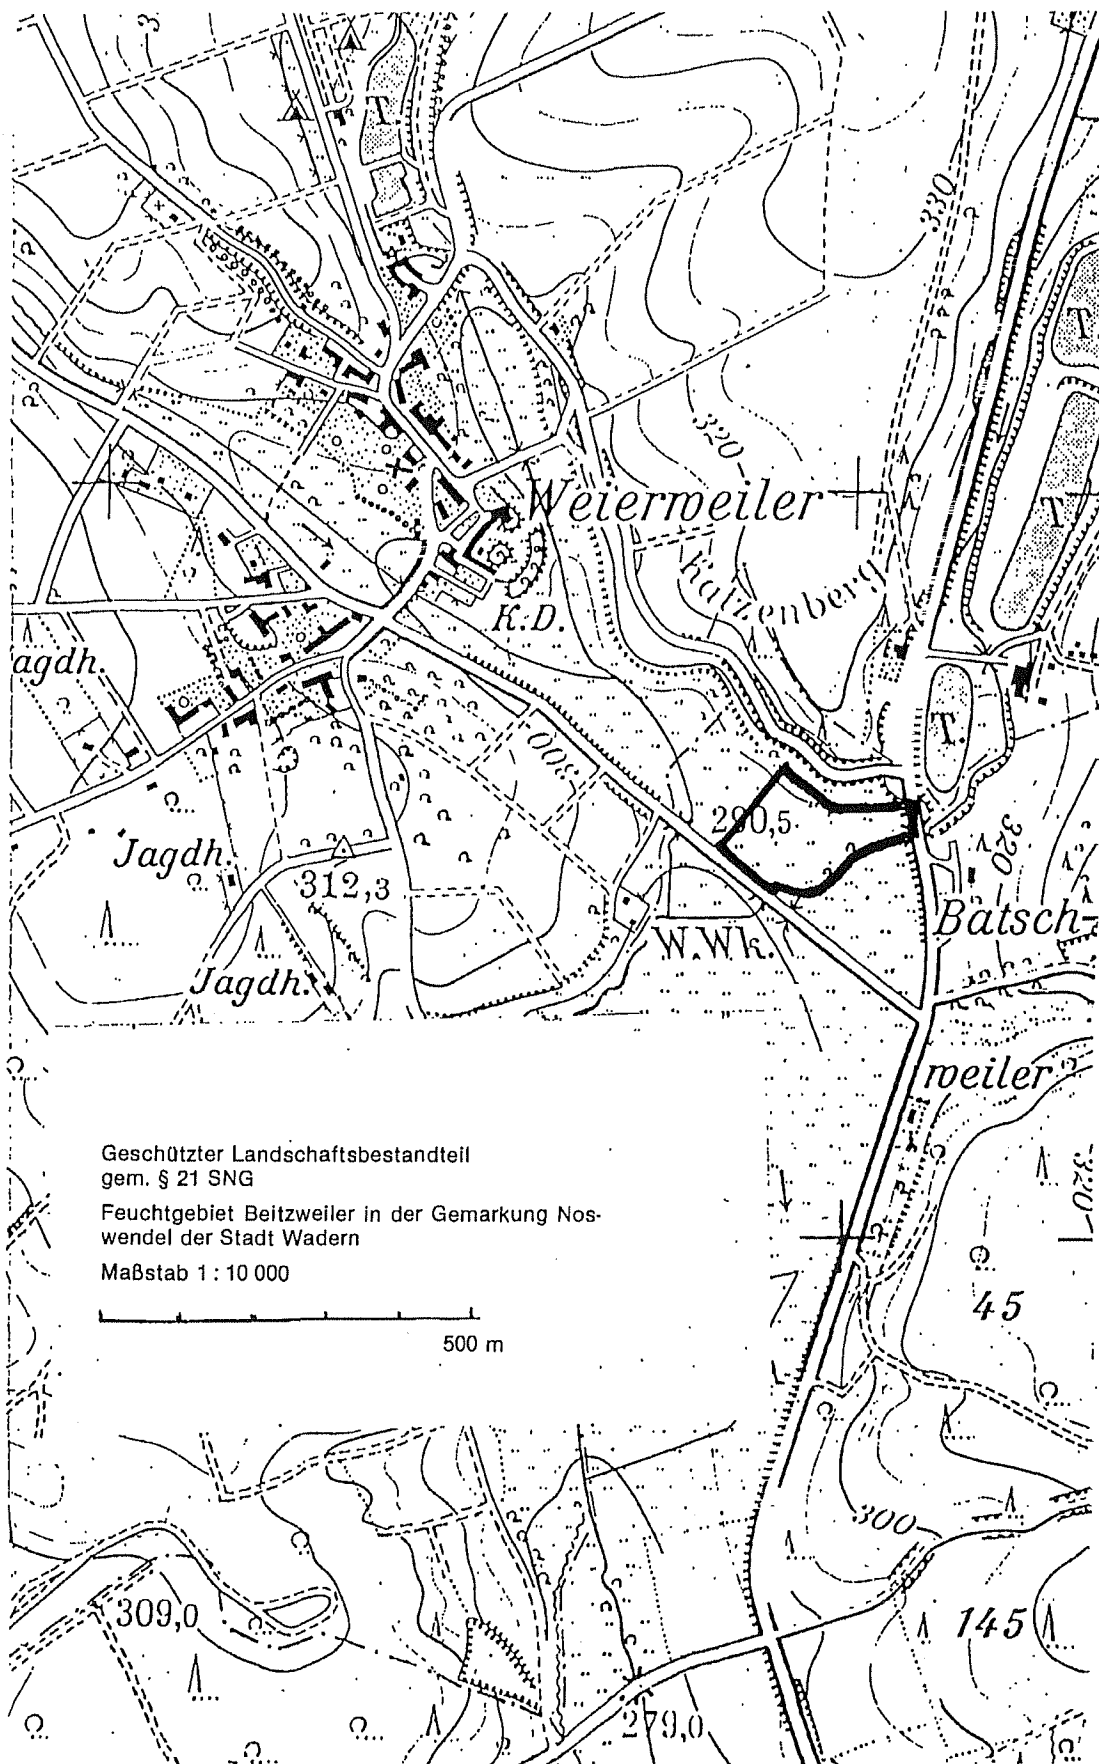 T.
330
T.
320
Weierweiler
T.
Katzenberg
K.D.
agdh.
T.
300
290,5
320
Jagdh.
312,3
Batsch-
W.Wk.
Jagdh.
weiler
320
Geschützter Landschaftsbestandteil
gem. § 21 SNG
Feuchtgebiet Beitzweiler in der Gemarkung Nos-
wendel der Stadt Wadern
Maßstab 1 : 10 000
500 m
45
300
309,0
145
279,0